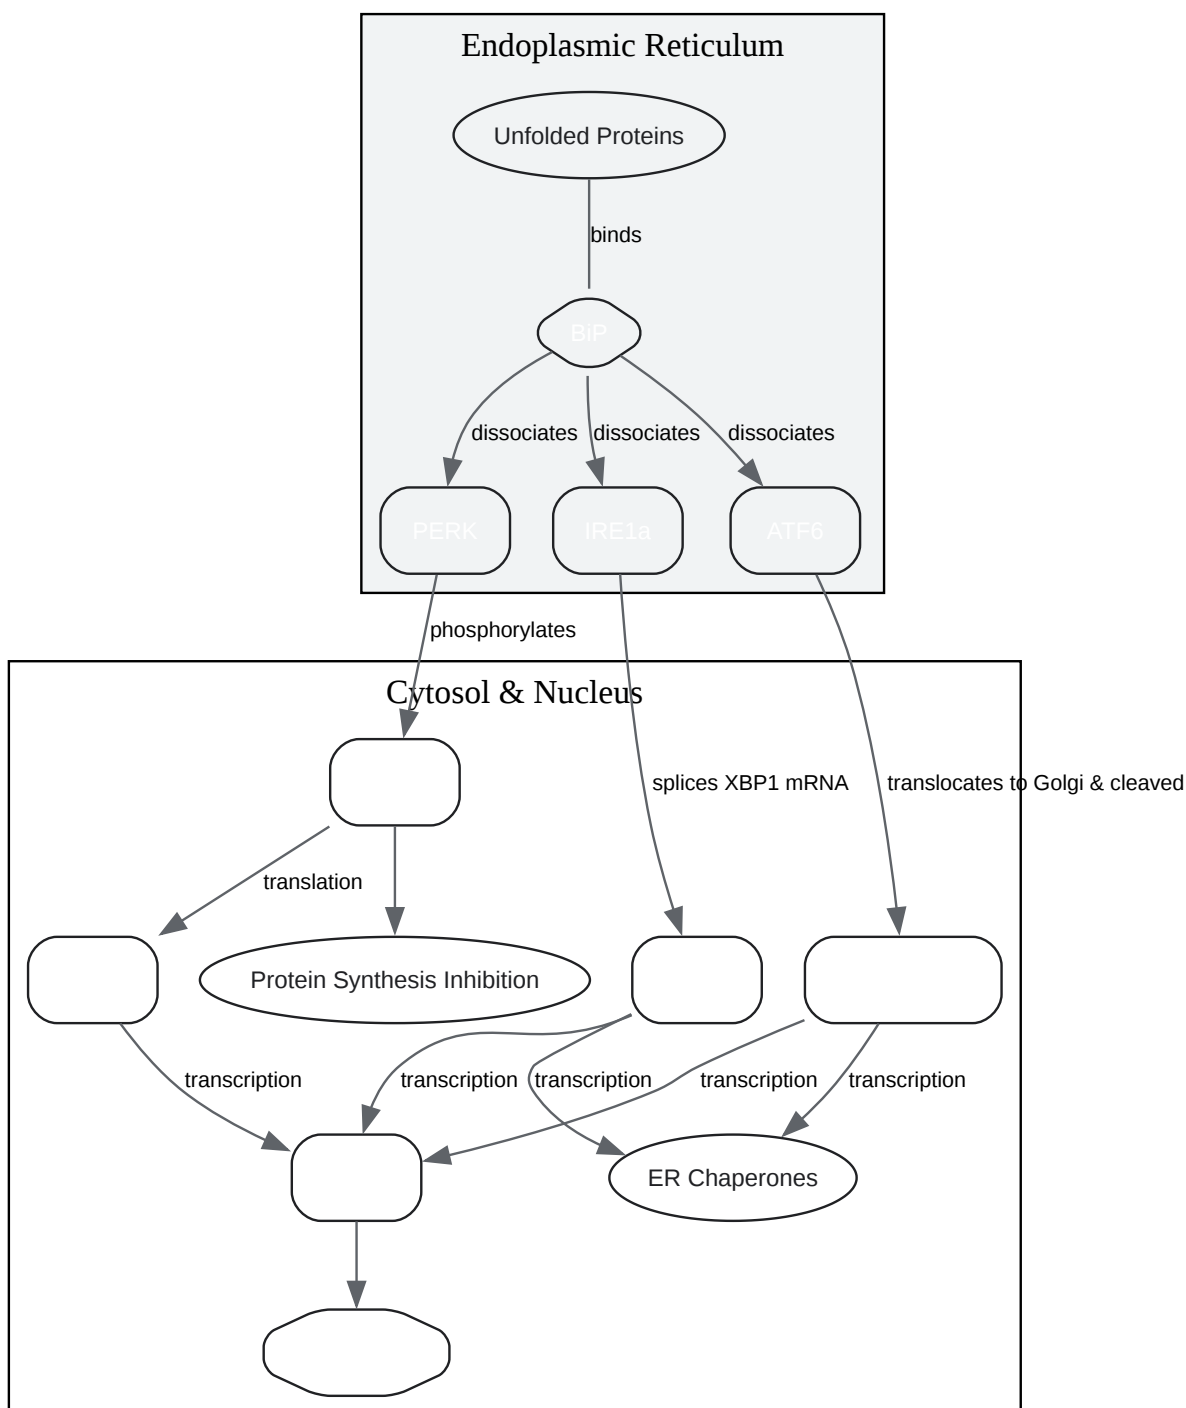 Endoplasmic Reticulum
Unfolded Proteins
binds
BiP
dissociates
dissociates
dissociates
PERK
IRE1a
ATF6
phosphorylates
Cytosol & Nucleus
splices XBP1 mRNA
translocates to Golgi & cleaved
translation
Protein Synthesis Inhibition
transcription
transcription
transcription
transcription
transcription
ER Chaperones